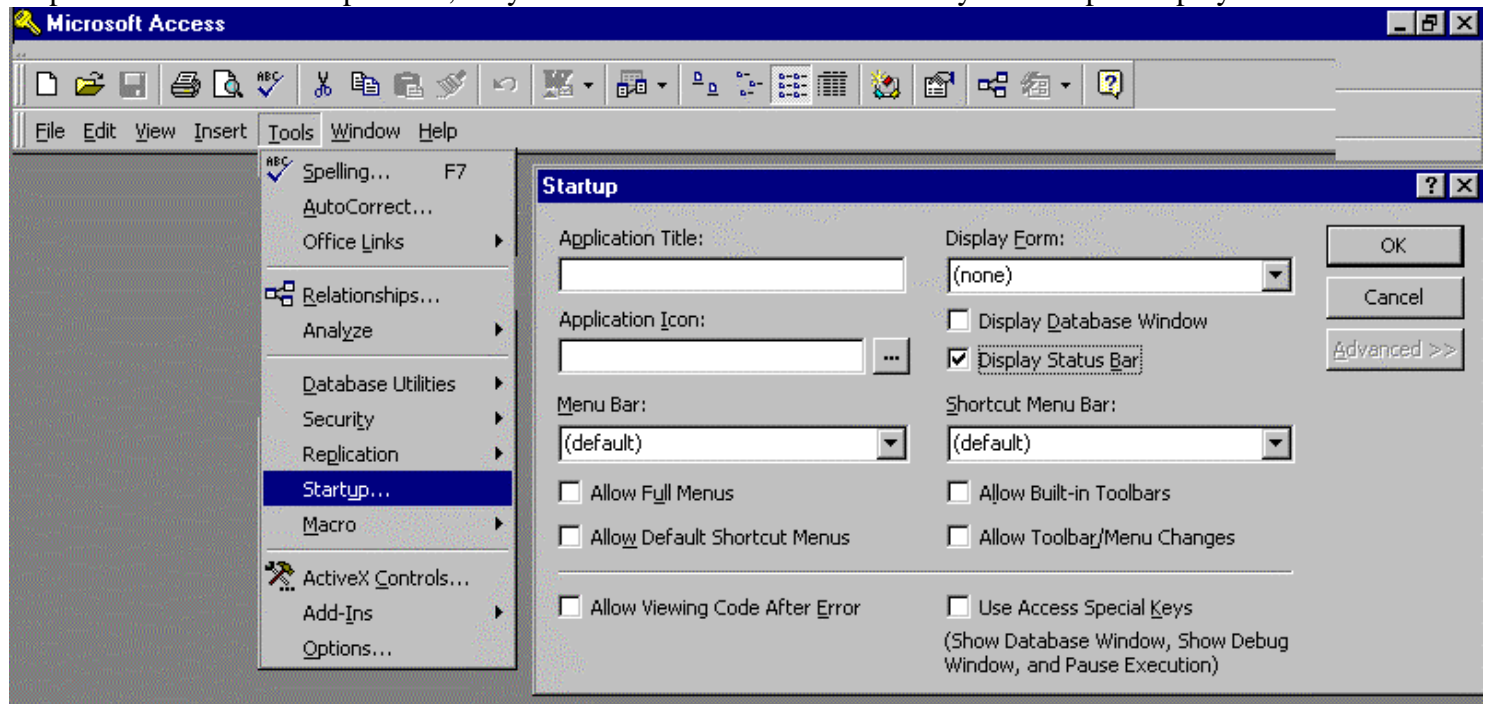 Microsoft Access
File Edit View Insert Tools Window Help
ABC Spelling... F7
AutoCorrect...
Office Links
Relationships...
Analyze
Database Utilities
Security
Replication
Startup...
Macro
ActiveX Controls...
Add-Ins
Options...
Startup
Application Title:
Display Form:
OK
(none)
Cancel
Application Icon:
Display Database Window
...
Display Status Bar
Advanced >>
Menu Bar:
Shortcut Menu Bar:
(default)
(default)
Allow Full Menus
Allow Built-in Toolbars
Allow Default Shortcut Menus
Allow Toolbar/Menu Changes
Allow Viewing Code After Error
Use Access Special Keys
(Show Database Window, Show Debug
Window, and Pause Execution)